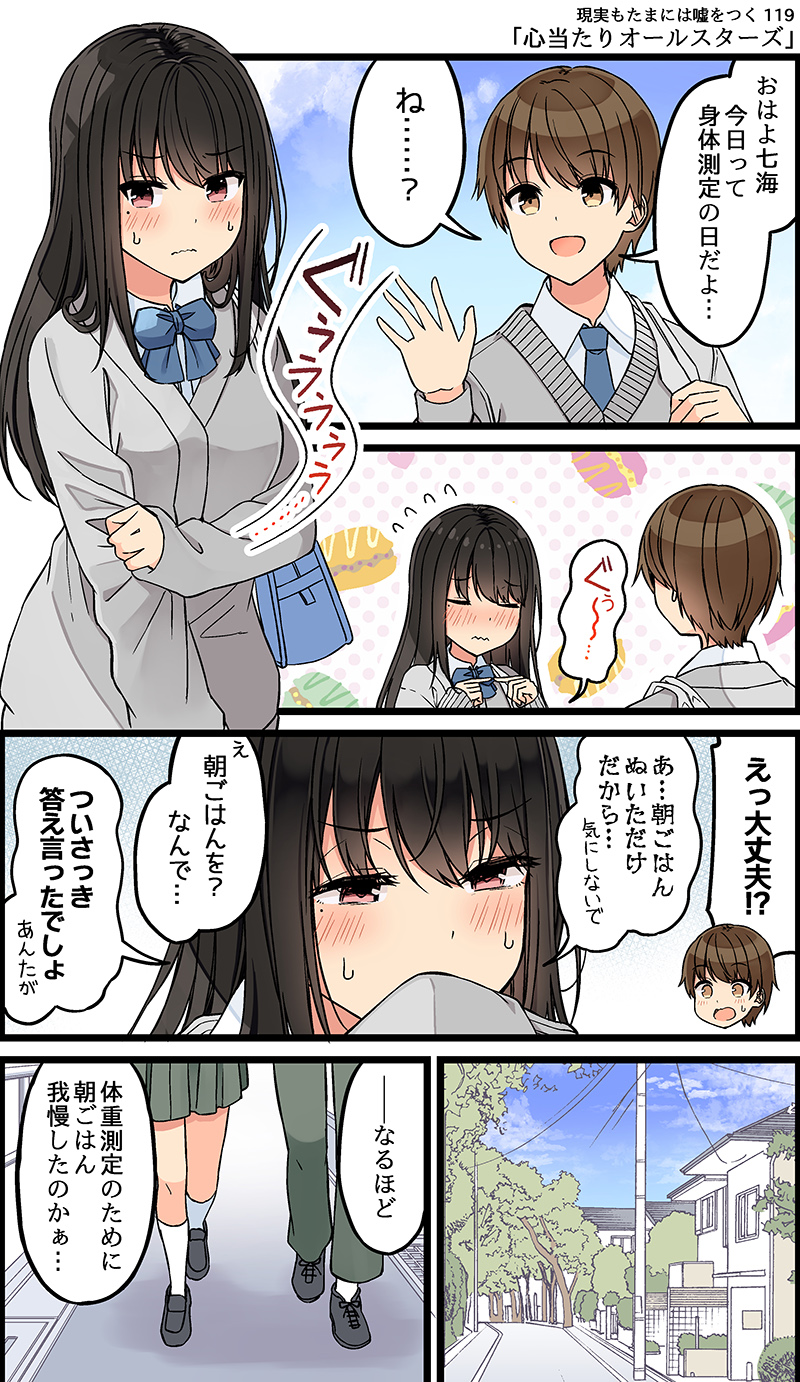 現実もたまには嘘をつく 119
「心当たりオールスターズ」
おはよ七海
今日って
身体測定の日だよ…
ね……?
ぐぅうぅうぅぅ……
ぐぅ～～…
えっ大丈夫!?
あ…朝ごはん
ぬいただけ
だから…
気にしないで
え
朝ごはんを?
なんで…
ついさっき
答え言ったでしょ
あんたが
──なるほど
体重測定のために
朝ごはん
我慢したのかぁ…